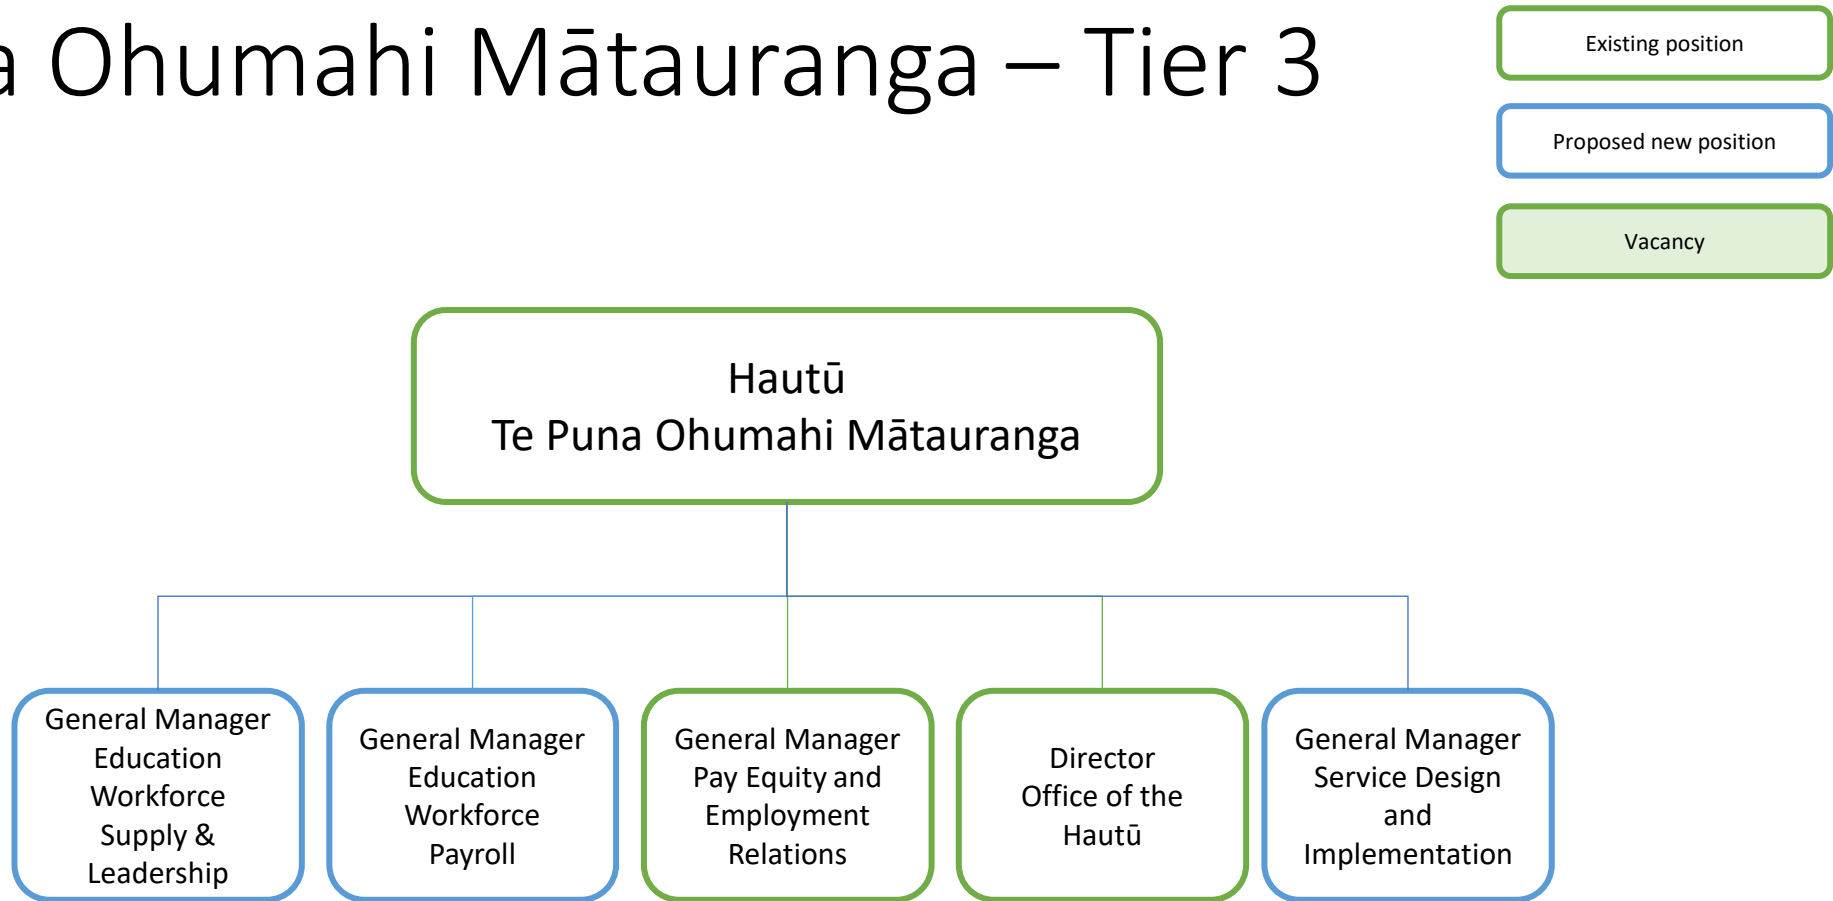 a Ohumahi Mātauranga – Tier 3
Existing position
Proposed new position
Vacancy
Hautū
Te Puna Ohumahi Mātauranga
General Manager
Education
Workforce
Supply &
Leadership
General Manager
Education
Workforce
Payroll
General Manager
Pay Equity and
Employment
Relations
Director
Office of the
Hautū
General Manager
Service Design
and
Implementation